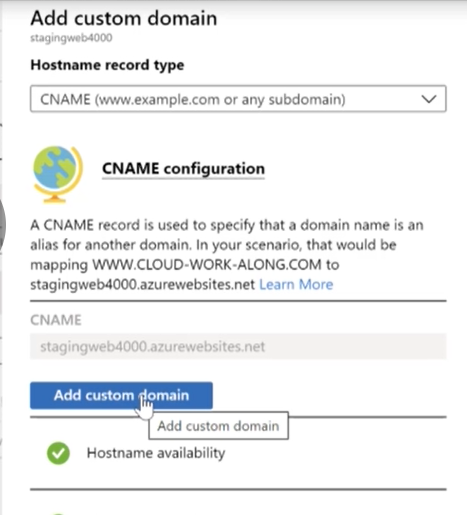 Add custom domain
stagingweb4000
Hostname record type
CNAME (www.example.com or any subdomain)
CNAME configuration
A CNAME record is used to specify that a domain name is an
alias for another domain. In your scenario, that would be
mapping WWW.CLOUD-WORK-ALONG.COM to
stagingweb4000.azurewebsites.net Learn More
CNAME
stagingweb4000.azurewebsites.net
Add custom domain
Add custom domain
Hostname availability